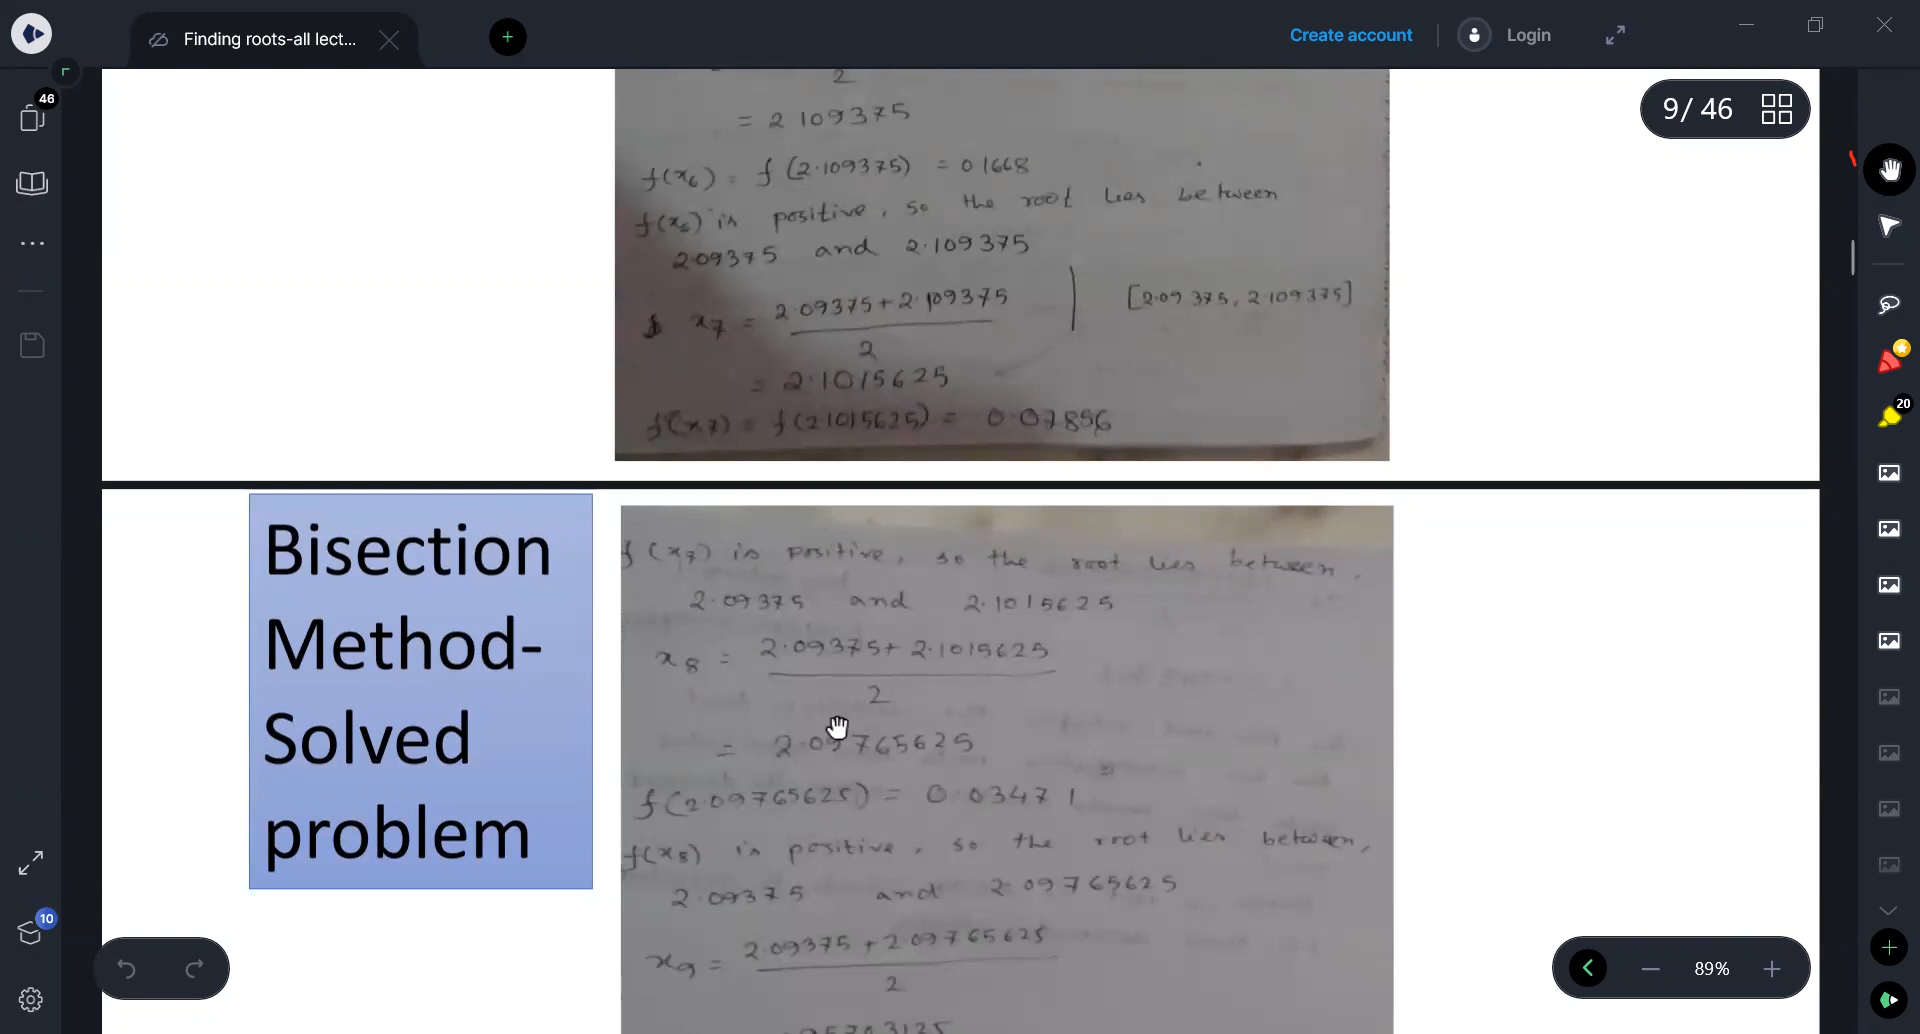 Finding roots-all lect...
Create account
Login
46
9/ 46
2
= 2 109375
f(x6) = f (2.109375) = 0.1668
f(x6) is positive, so the root lies between
2.09375 and 2.109375
x7 = 2.09375+2.109375
[2.09375, 2.109375]
2
= 2.1015625
f(x7) = f(2.1015625) = 0.07856
20
Bisection
Method-
Solved
problem
f(x7) is positive, so the root lies between,
2.09375 and 2.1015625
x8 = 2.09375+ 2.1015625
2
= 2.09765625
f(2.09765625) = 0.03471
f(x8) is positive, so the root lies between,
2.09375 and 2.09765625
x9 = 2.09375 + 2.09765625
2
10
89%